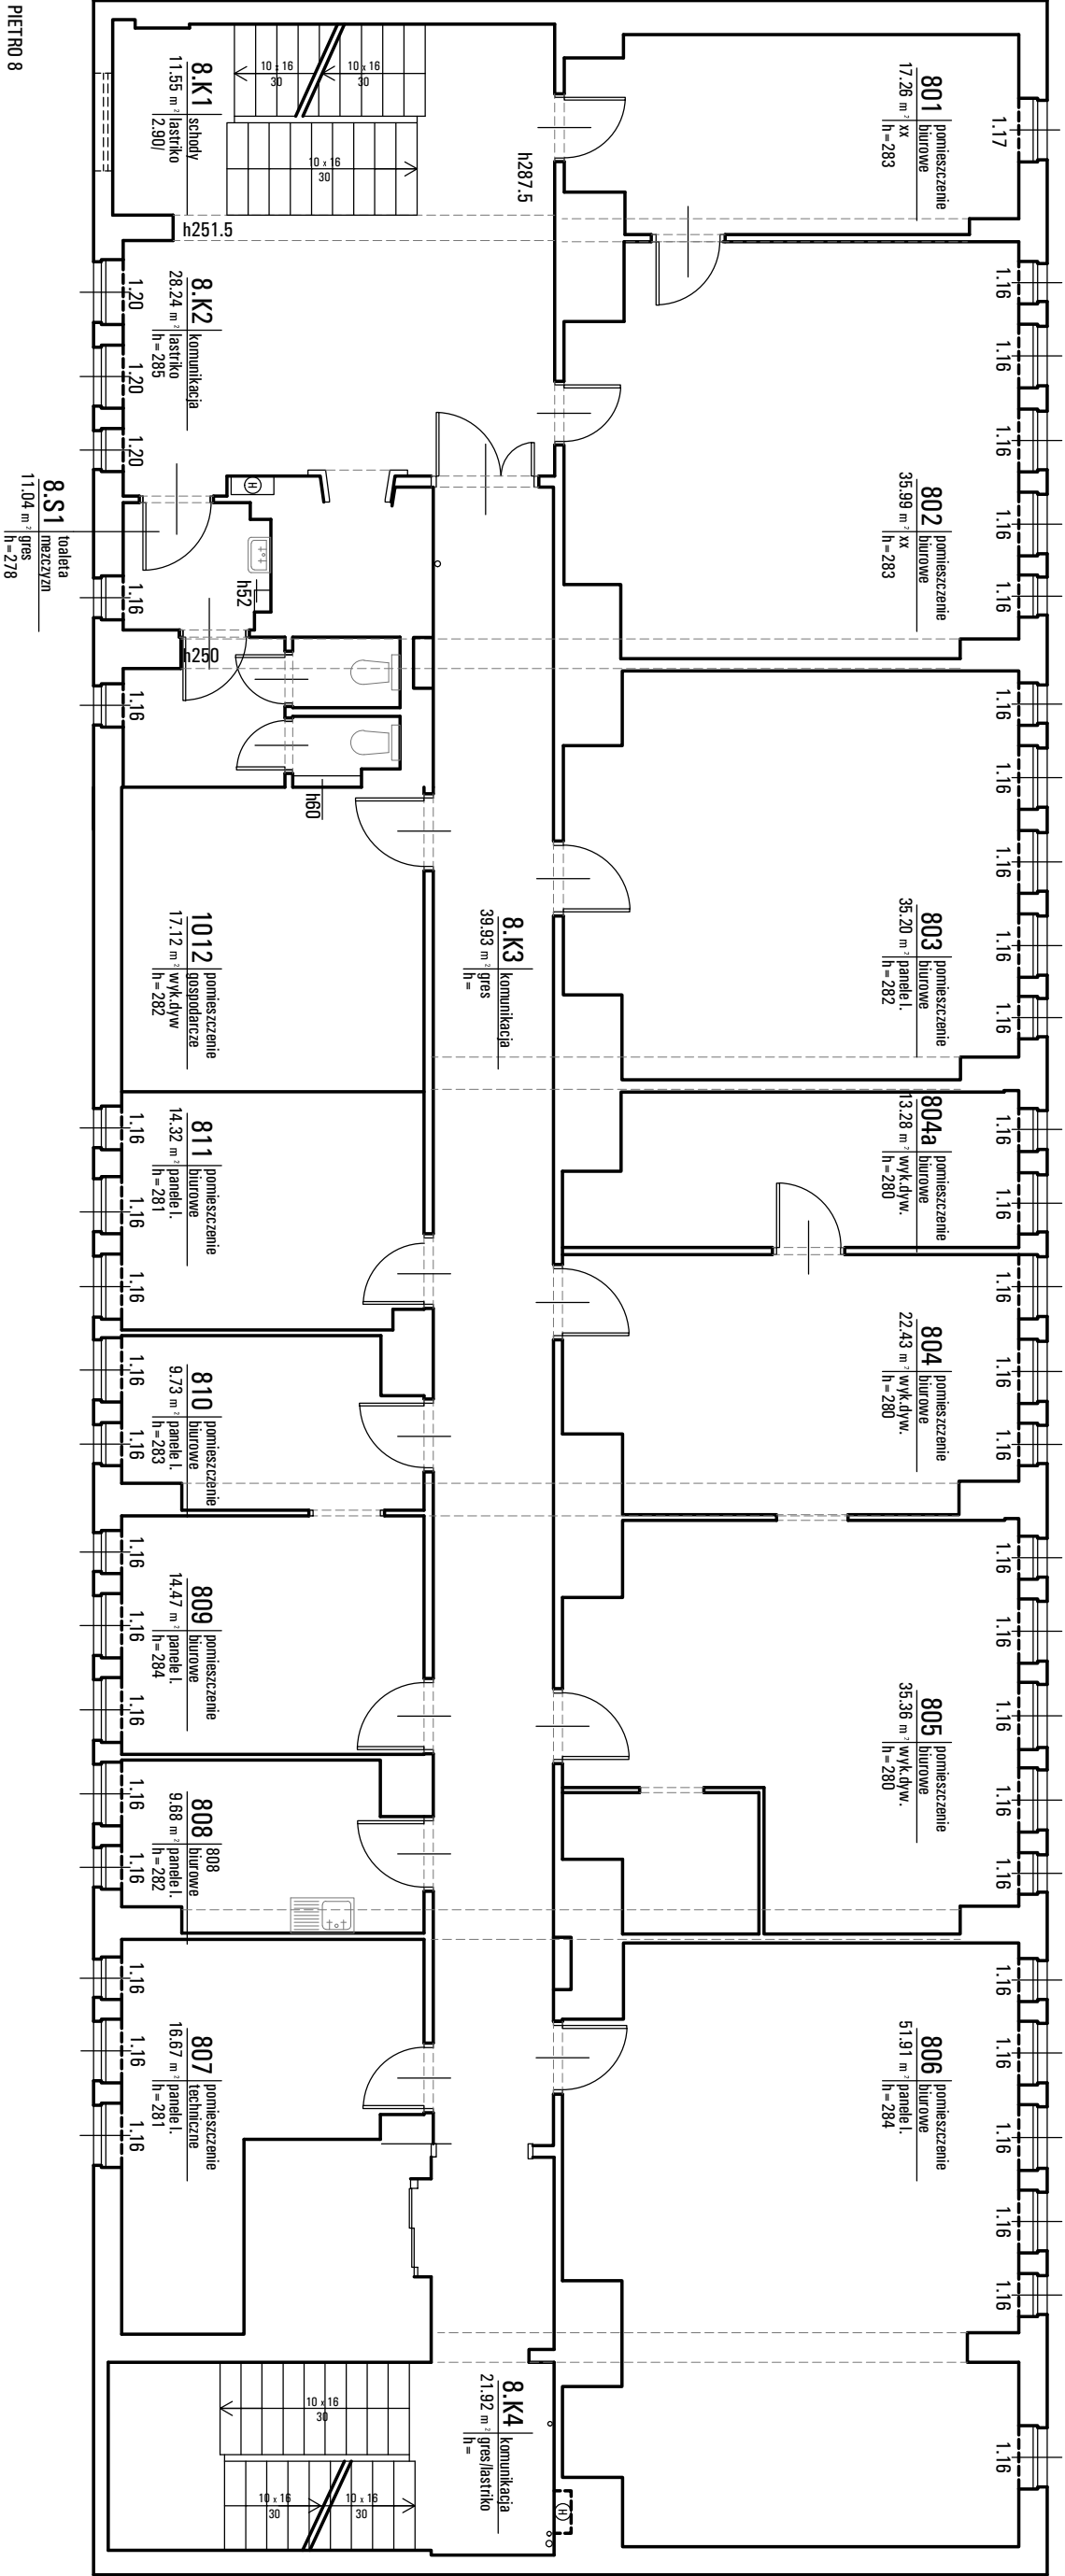 PIETRO 8
801
pomieszczenie
biurowe
17.26 m² xx
h=283
1.17
802
pomieszczenie
biurowe
35.99 m² xx
h=283
1.16
1.16
1.16
1.16
1.16
803
pomieszczenie
biurowe
35.20 m² panele l.
h=282
1.16
1.16
1.16
1.16
1.16
804a
pomieszczenie
biurowe
13.28 m² wyk.dyw.
h=280
1.16
1.16
804
pomieszczenie
biurowe
22.43 m² wyk.dyw.
h=280
1.16
1.16
1.16
805
pomieszczenie
biurowe
35.36 m² wyk.dyw.
h=280
1.16
1.16
1.16
1.16
1.16
806
pomieszczenie
biurowe
51.91 m² panele l.
h=284
1.16
1.16
1.16
1.16
1.16
1.16
h287.5
8.K3
komunikacja
39.93 m² gres
h=
8.K4
komunikacja
21.92 m² gres/lastriko
h=
H
10 x 16
30
10 x 16
30
10 x 16
30
8.K1
schody
11.55 m² lastriko
2.90/
10 x 16
30
10 x 16
30
10 x 16
30
h251.5
8.K2
komunikacja
28.24 m² lastriko
h=285
1.20
1.20
1.20
H
h52
h250
h60
1.16
1.16
8.S1
toaleta
mezczyzn
11.04 m² gres
h=278
1012
pomieszczenie
gospodarcze
17.12 m² wyk.dyw
h=282
811
pomieszczenie
biurowe
14.32 m² panele l.
h=281
1.16
1.16
1.16
810
pomieszczenie
biurowe
9.73 m² panele l.
h=283
1.16
1.16
809
pomieszczenie
biurowe
14.47 m² panele l.
h=284
1.16
1.16
1.16
808
808
biurowe
9.68 m² panele l.
h=282
1.16
1.16
807
pomieszczenie
techniczne
16.67 m² panele l.
h=281
1.16
1.16
1.16